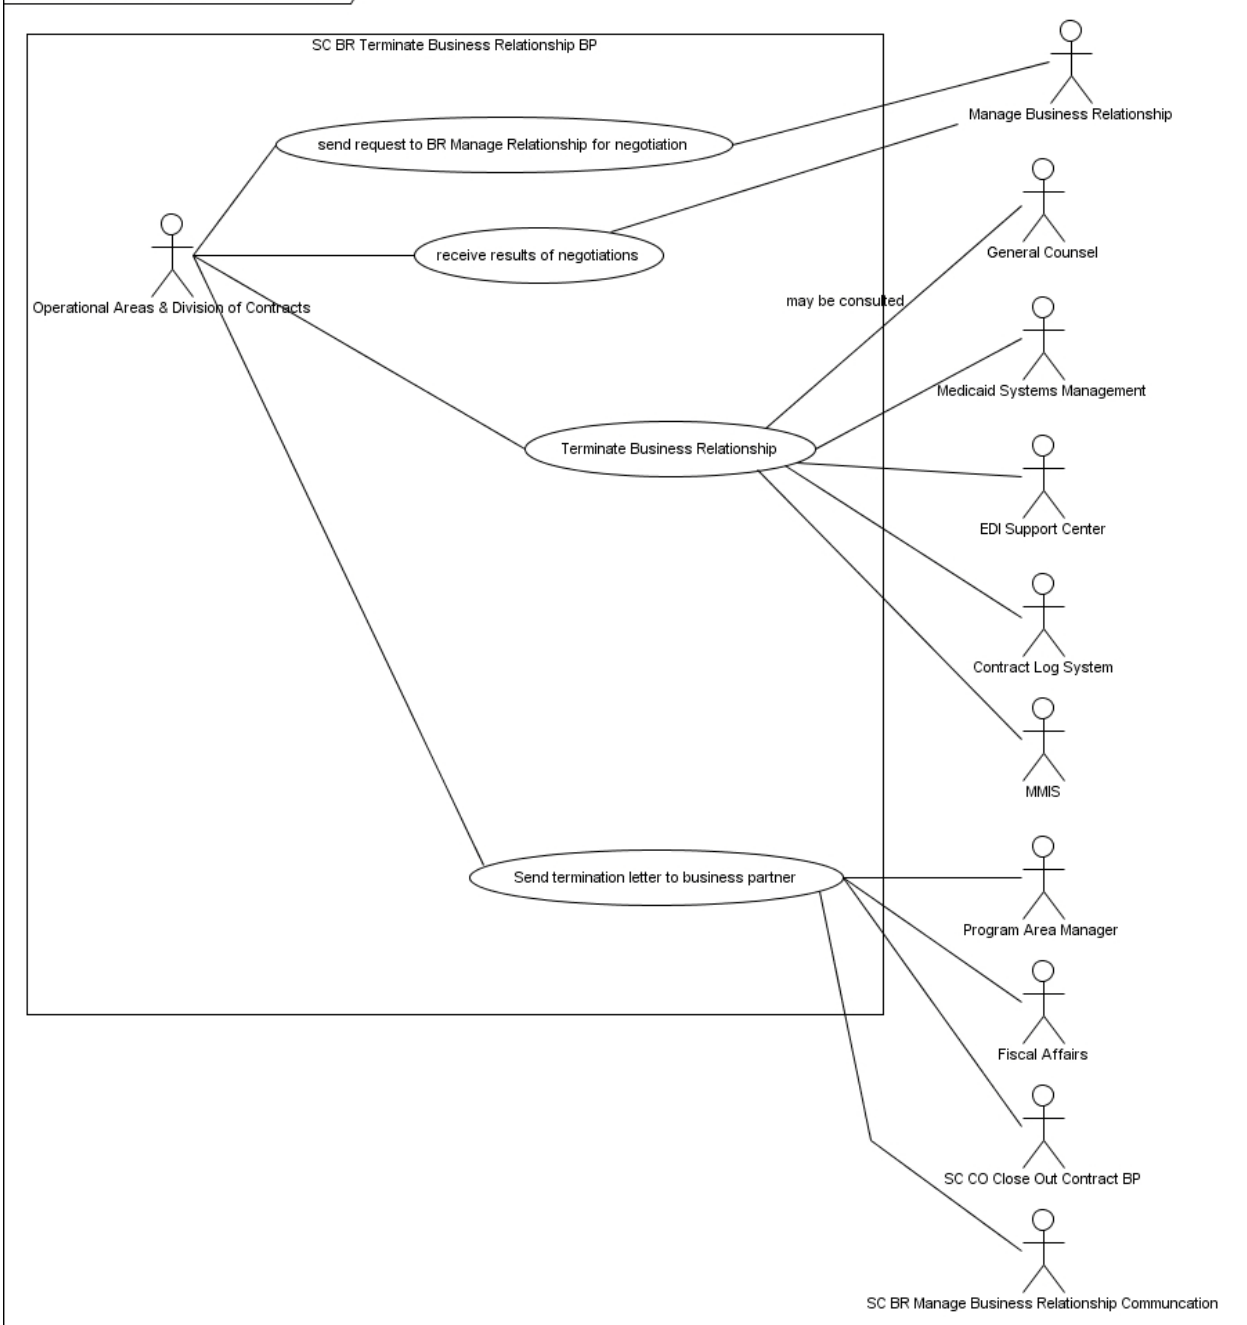 SC BR Terminate Business Relationship BP
Manage Business Relationship
send request to BR Manage Relationship for negotiation
General Counsel
receive results of negotiations
Operational Areas & Division of Contracts
may be consulted
Medicaid Systems Management
Terminate Business Relationship
EDI Support Center
Contract Log System
MMIS
Send termination letter to business partner
Program Area Manager
Fiscal Affairs
SC CO Close Out Contract BP
SC BR Manage Business Relationship Communcation